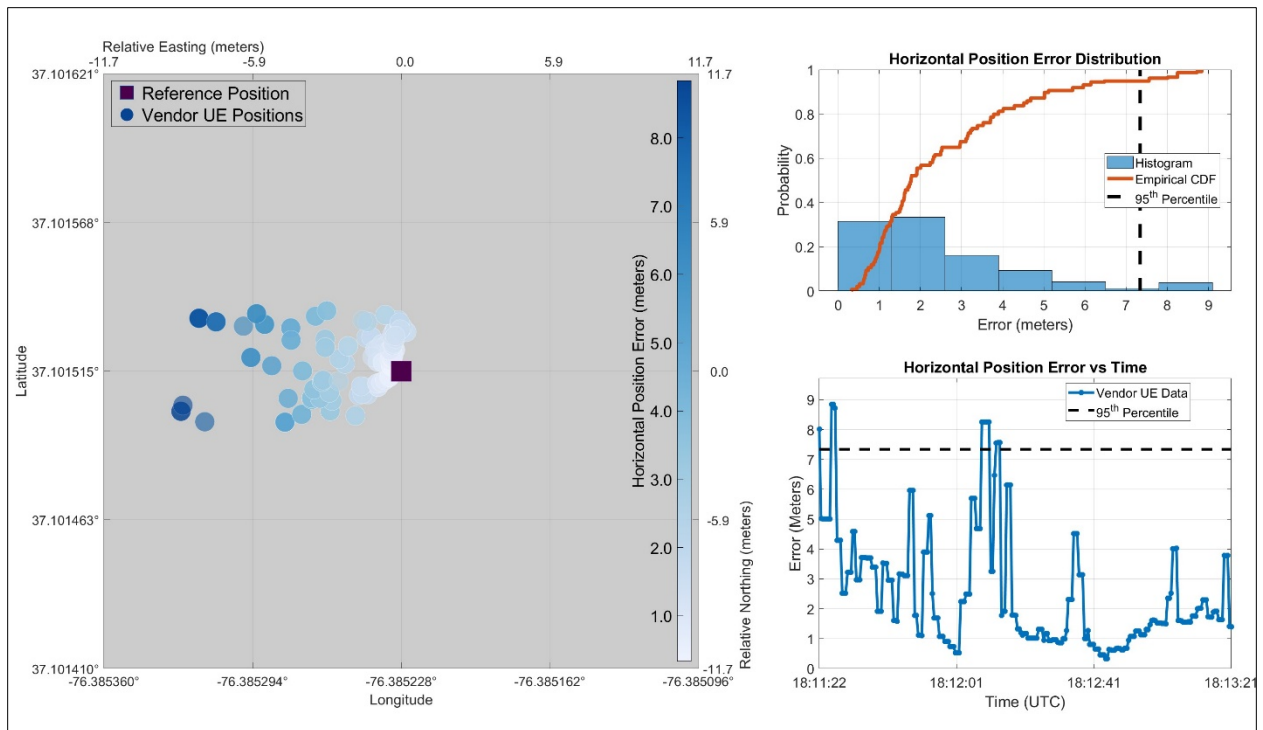 Relative Easting (meters)
-11.7 -5.9 0.0 5.9 11.7
37.101621°
37.101568°
37.101515°
37.101463°
37.101410°
Latitude
Reference Position
Vendor UE Positions
-76.385360° -76.385294° -76.385228° -76.385162° -76.385096°
Longitude
Horizontal Position Error (meters)
8.0
7.0
6.0
5.0
4.0
3.0
2.0
1.0
11.7
5.9
0.0
-5.9
-11.7
Relative Northing (meters)
Horizontal Position Error Distribution
Probability
1
0.8
0.6
0.4
0.2
0
Histogram
Empirical CDF
95th Percentile
0 1 2 3 4 5 6 7 8 9
Error (meters)
Horizontal Position Error vs Time
Error (Meters)
9
8
7
6
5
4
3
2
1
0
Vendor UE Data
95th Percentile
18:11:22 18:12:01 18:12:41 18:13:21
Time (UTC)